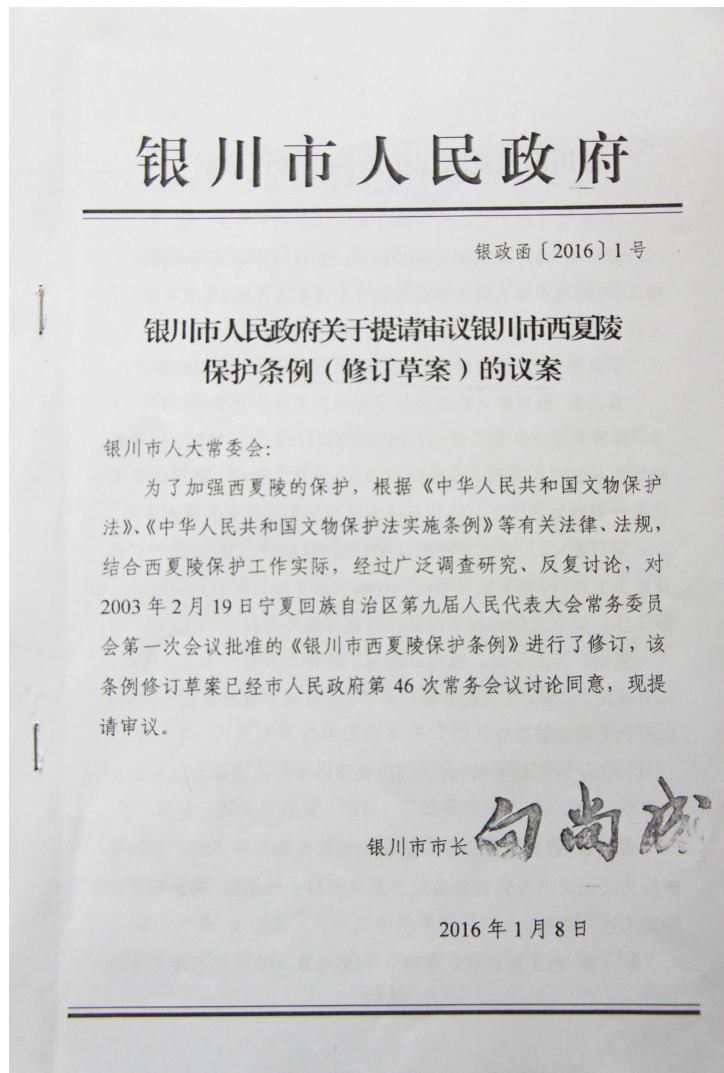 银川市人民政府
银政函〔2016〕1号
银川市人民政府关于提请审议银川市西夏陵
保护条例（修订草案）的议案
银川市人大常委会：
为了加强西夏陵的保护，根据《中华人民共和国文物保护
法》、《中华人民共和国文物保护法实施条例》等有关法律、法规，
结合西夏陵保护工作实际，经过广泛调查研究、反复讨论，对
2003年2月19日宁夏回族自治区第九届人民代表大会常务委员
会第一次会议批准的《银川市西夏陵保护条例》进行了修订，该
条例修订草案已经市人民政府第46次常务会议讨论同意，现提
请审议。
银川市市长 白尚成
2016年1月8日